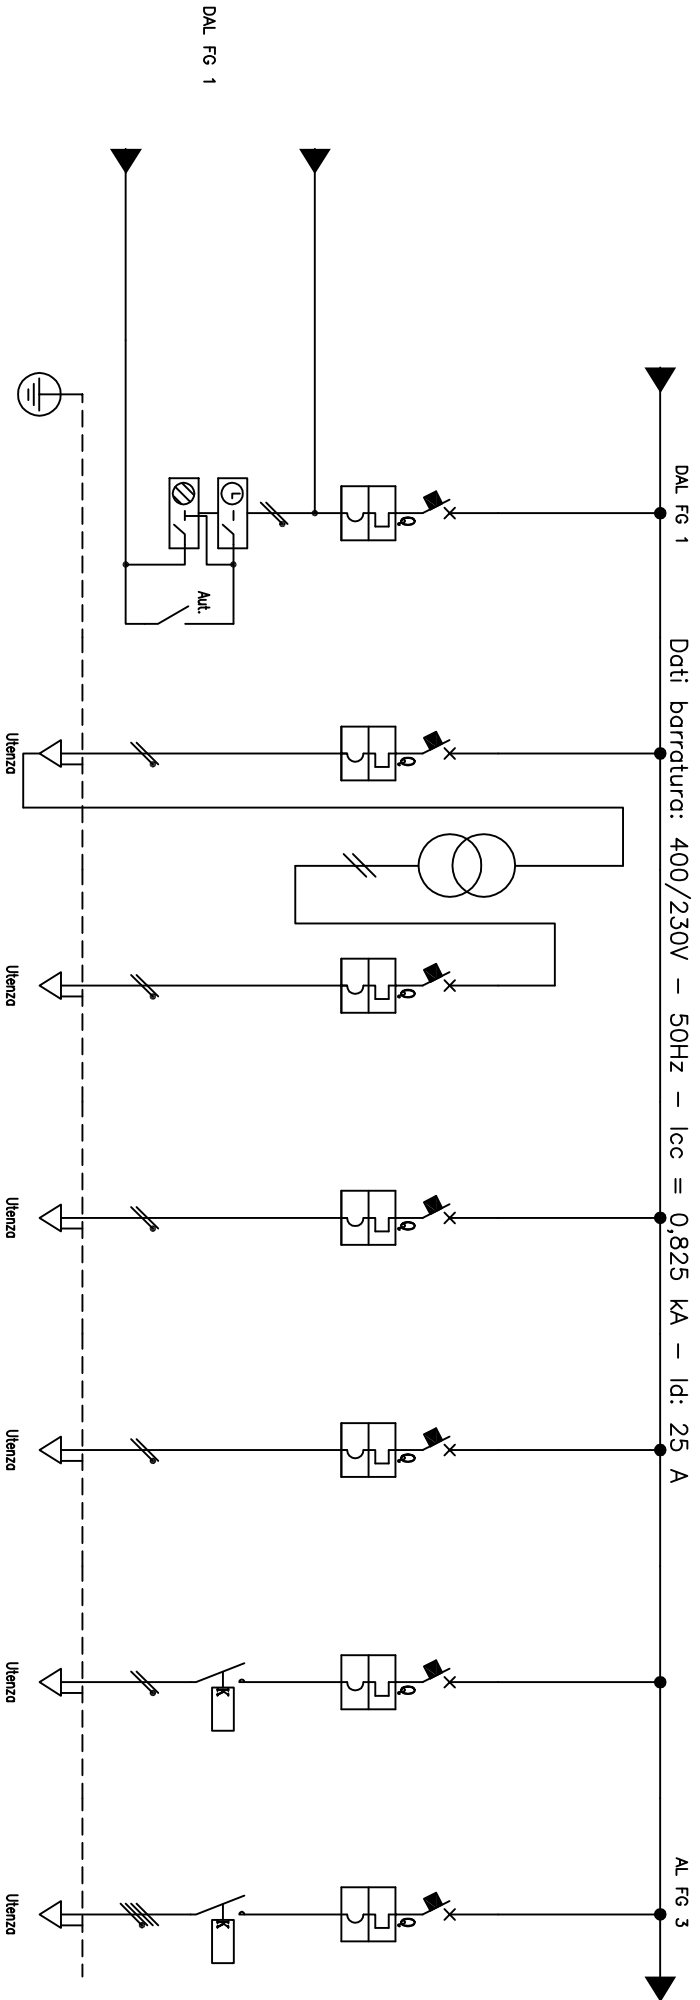 DAL FG 1
DAL FG 1
Dati barratura: 400/230V - 50Hz - Icc = 0,825 kA - Id: 25 A
AL FG 3
L
Aut.
K
K
Utenza
Utenza
Utenza
Utenza
Utenza
Utenza